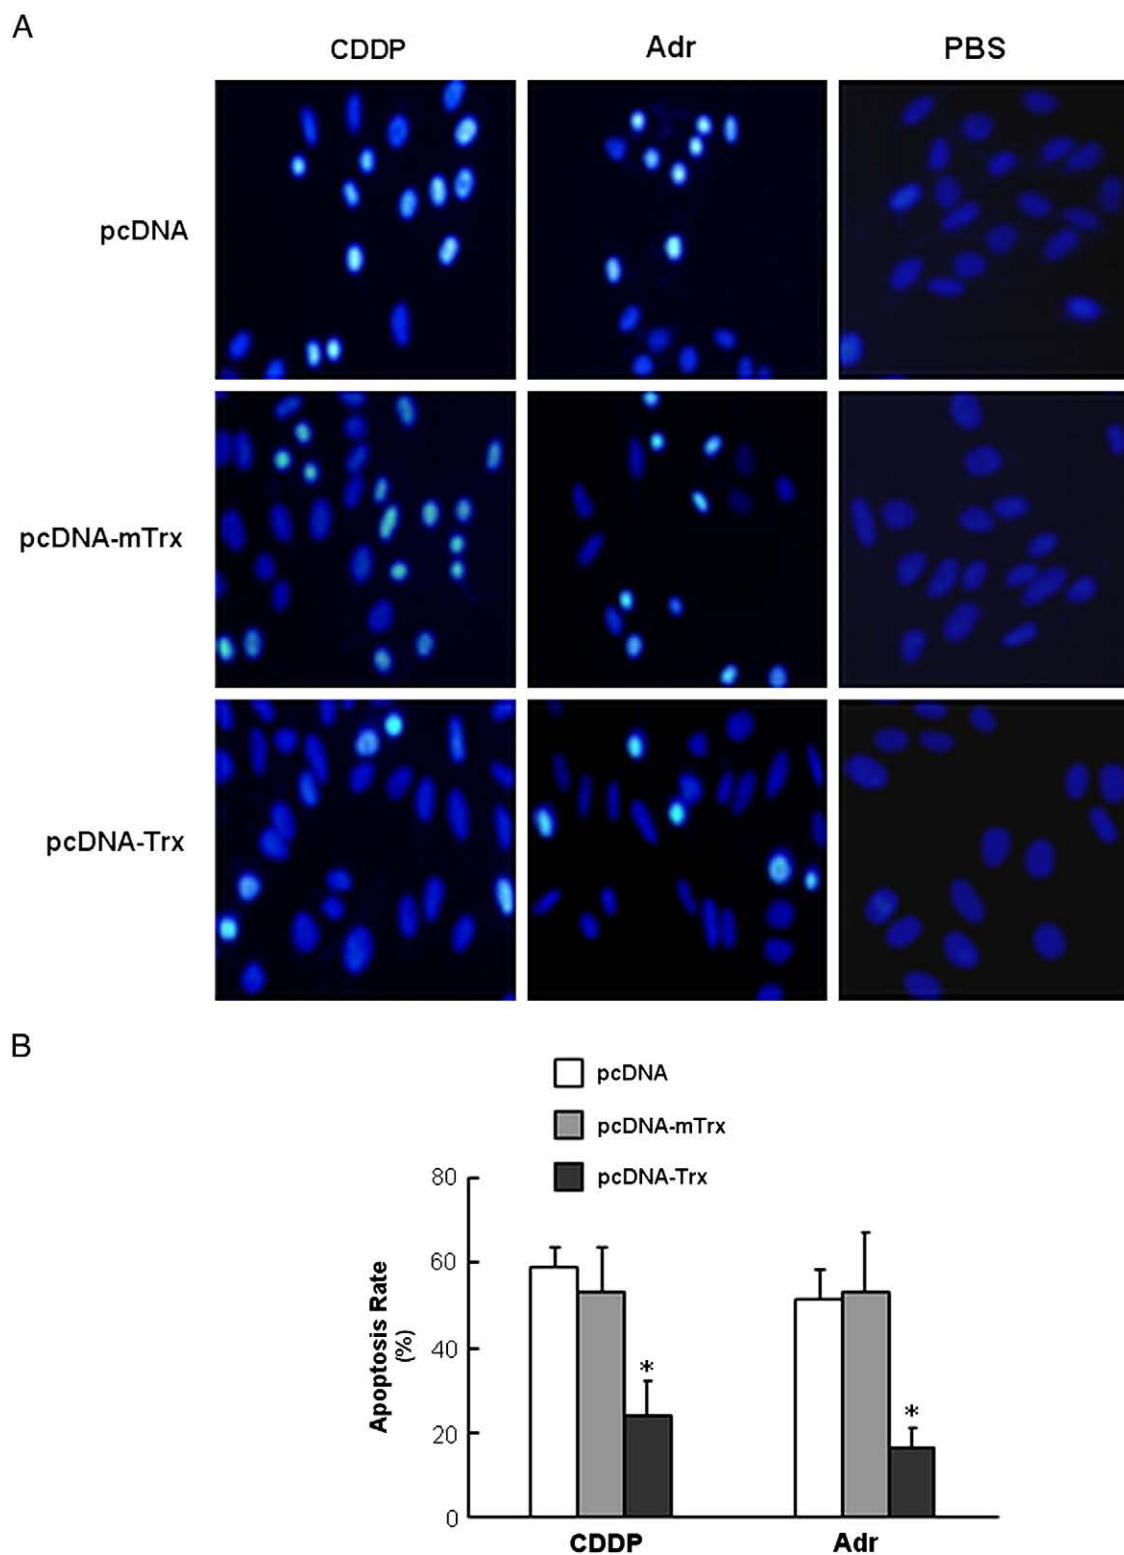 A
CDDP Adr PBS
pcDNA
pcDNA-mTrx
pcDNA-Trx
B
pcDNA
pcDNA-mTrx
pcDNA-Trx
80
60
40
20
0
Apoptosis Rate
(%)
*
*
CDDP Adr